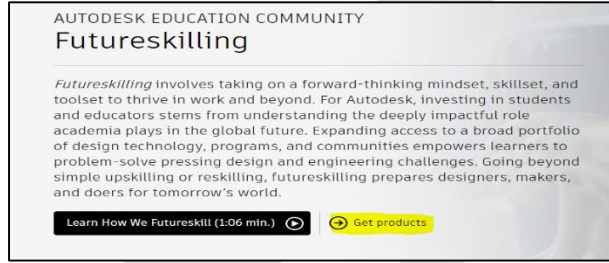 AUTODESK EDUCATION COMMUNITY
Futureskilling
Futureskilling involves taking on a forward-thinking mindset, skillset, and
toolset to thrive in work and beyond. For Autodesk, investing in students
and educators stems from understanding the deeply impactful role
academia plays in the global future. Expanding access to a broad portfolio
of design technology, programs, and communities empowers learners to
problem-solve pressing design and engineering challenges. Going beyond
simple upskilling or reskilling, futureskilling prepares designers, makers,
and doers for tomorrow's world.
Learn How We Futureskill (1:06 min.) Get products